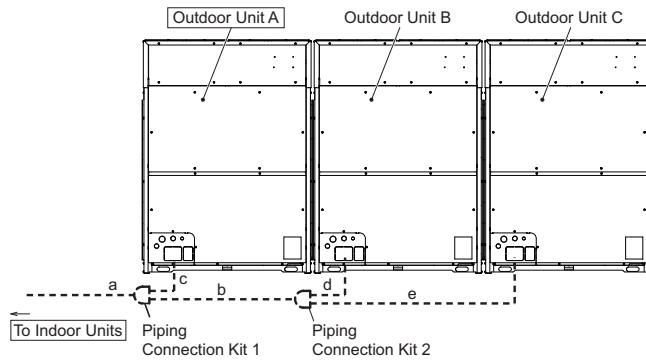 Outdoor Unit A
Outdoor Unit B
Outdoor Unit C
a
c
b
d
e
To Indoor Units
Piping
Connection Kit 1
Piping
Connection Kit 2